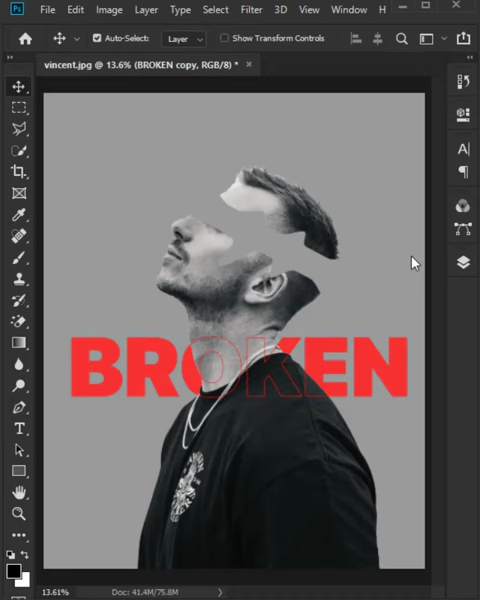 Ps File Edit Image Layer Type Select Filter 3D View Window H
Auto-Select: Layer Show Transform Controls
vincent.jpg @ 13.6% (BROKEN copy, RGB/8) * ×
BROKEN
13.61% Doc: 41.4M/75.8M